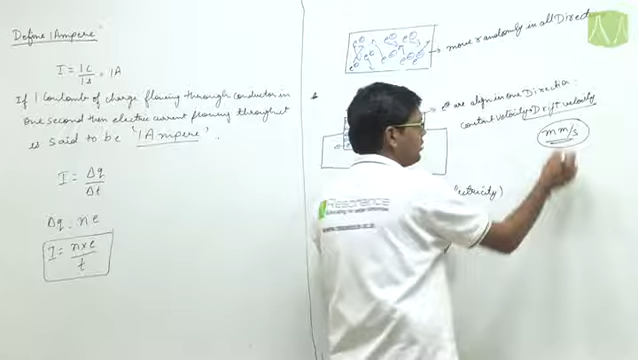 Define 1 Ampere
I = 1C / 1s = 1A
If 1 Coulomb of charge flowing through conductor in
one second then electric current flowing through it
is said to be '1 Ampere'.
I = Δq / Δt
Δq = ne
I = n×e / t
→ move randomly in all Direction
e⊖ are align in one Direction
constant velocity = Drift velocity
mm/s
ectricity)
Resonance